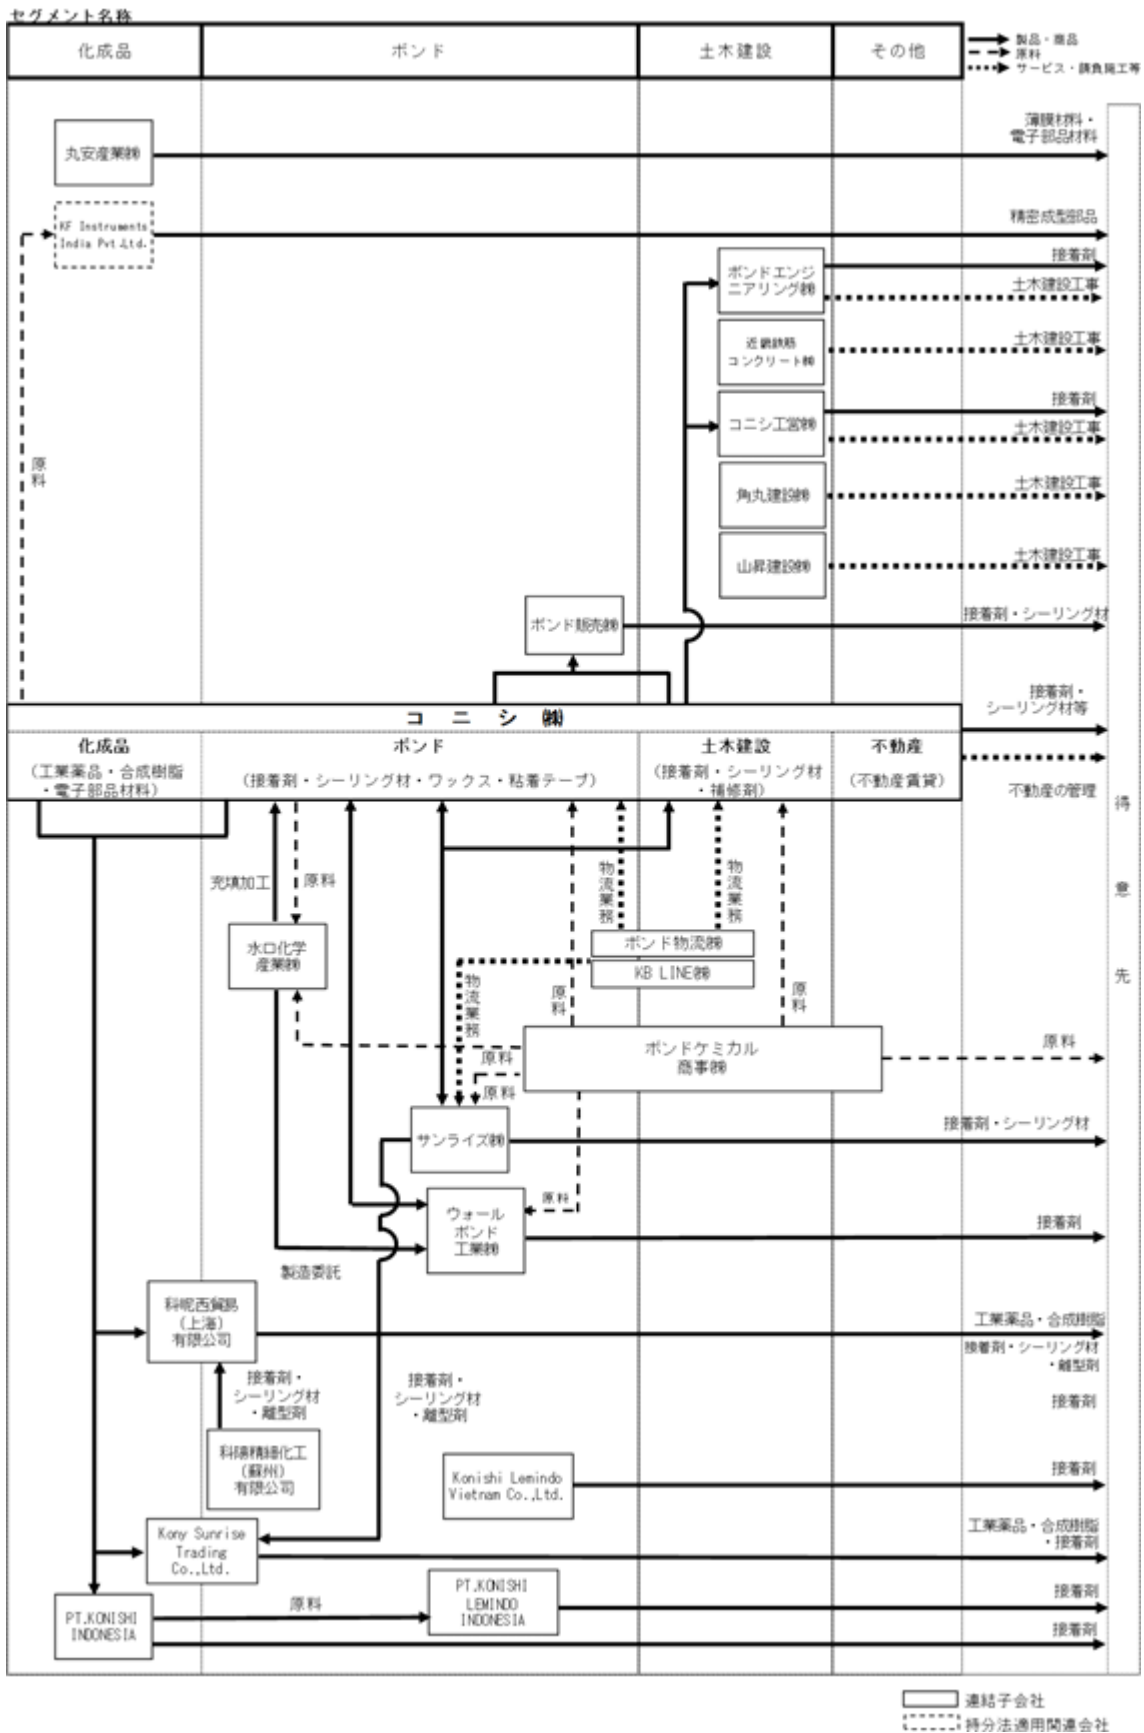 セグメント名称
化成品
ボンド
土木建設
その他
製品・商品
原料
サービス・請負施工等
薄膜材料・
電子部品材料
丸安産業㈱
KF Instruments
India Pvt.Ltd.
精密成型部品
ボンドエンジ
ニアリング㈱
接着剤
土木建設工事
近畿鉄筋
コンクリート㈱
土木建設工事
コニシ工営㈱
接着剤
土木建設工事
原料
角丸建設㈱
土木建設工事
山昇建設㈱
土木建設工事
ボンド販売㈱
接着剤・シーリング材
コニシ㈱
接着剤・
シーリング材等
化成品
（工業薬品・合成樹脂
・電子部品材料）
ボンド
（接着剤・シーリング材・ワックス・粘着テープ）
土木建設
（接着剤・シーリング材
・補修剤）
不動産
（不動産賃貸）
不動産の管理
得意先
充填加工
原料
物流業務
物流業務
水口化学
産業㈱
ボンド物流㈱
KB LINE㈱
物流業務
原料
原料
ボンドケミカル
商事㈱
原料
原料
原料
サンライズ㈱
接着剤・シーリング材
原料
ウォール
ボンド
工業㈱
接着剤
製造委託
科昵西貿易
（上海）
有限公司
工業薬品・合成樹脂
接着剤・シーリング材
・離型剤
接着剤・
シーリング材
・離型剤
接着剤・
シーリング材
・離型剤
接着剤
科陽精細化工
（蘇州）
有限公司
Konishi Lemindo
Vietnam Co.,Ltd.
接着剤
Kony Sunrise
Trading
Co.,Ltd.
工業薬品・合成樹脂
・接着剤
PT.KONISHI
INDONESIA
原料
PT.KONISHI
LEMINDO
INDONESIA
接着剤
接着剤
連結子会社
持分法適用関連会社